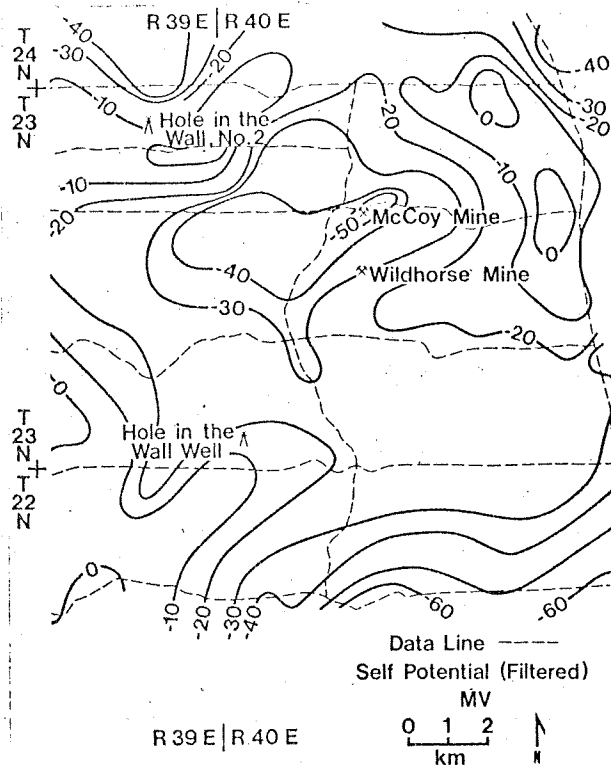 R 39 E | R 40 E
T
24
N
T
23
N
-40
-30
-20
-10
-40
-30
-20
Hole in the
Wall No. 2
-20
0
-10
-10
-20
-50
McCoy Mine
0
-40
Wildhorse Mine
-30
-20
-0
T
23
N
T
22
N
Hole in the
Wall Well
0
-10
-20
-30
-40
-60
-60
Data Line ----
Self Potential (Filtered)
MV
0 1 2
km
N
R 39 E | R 40 E